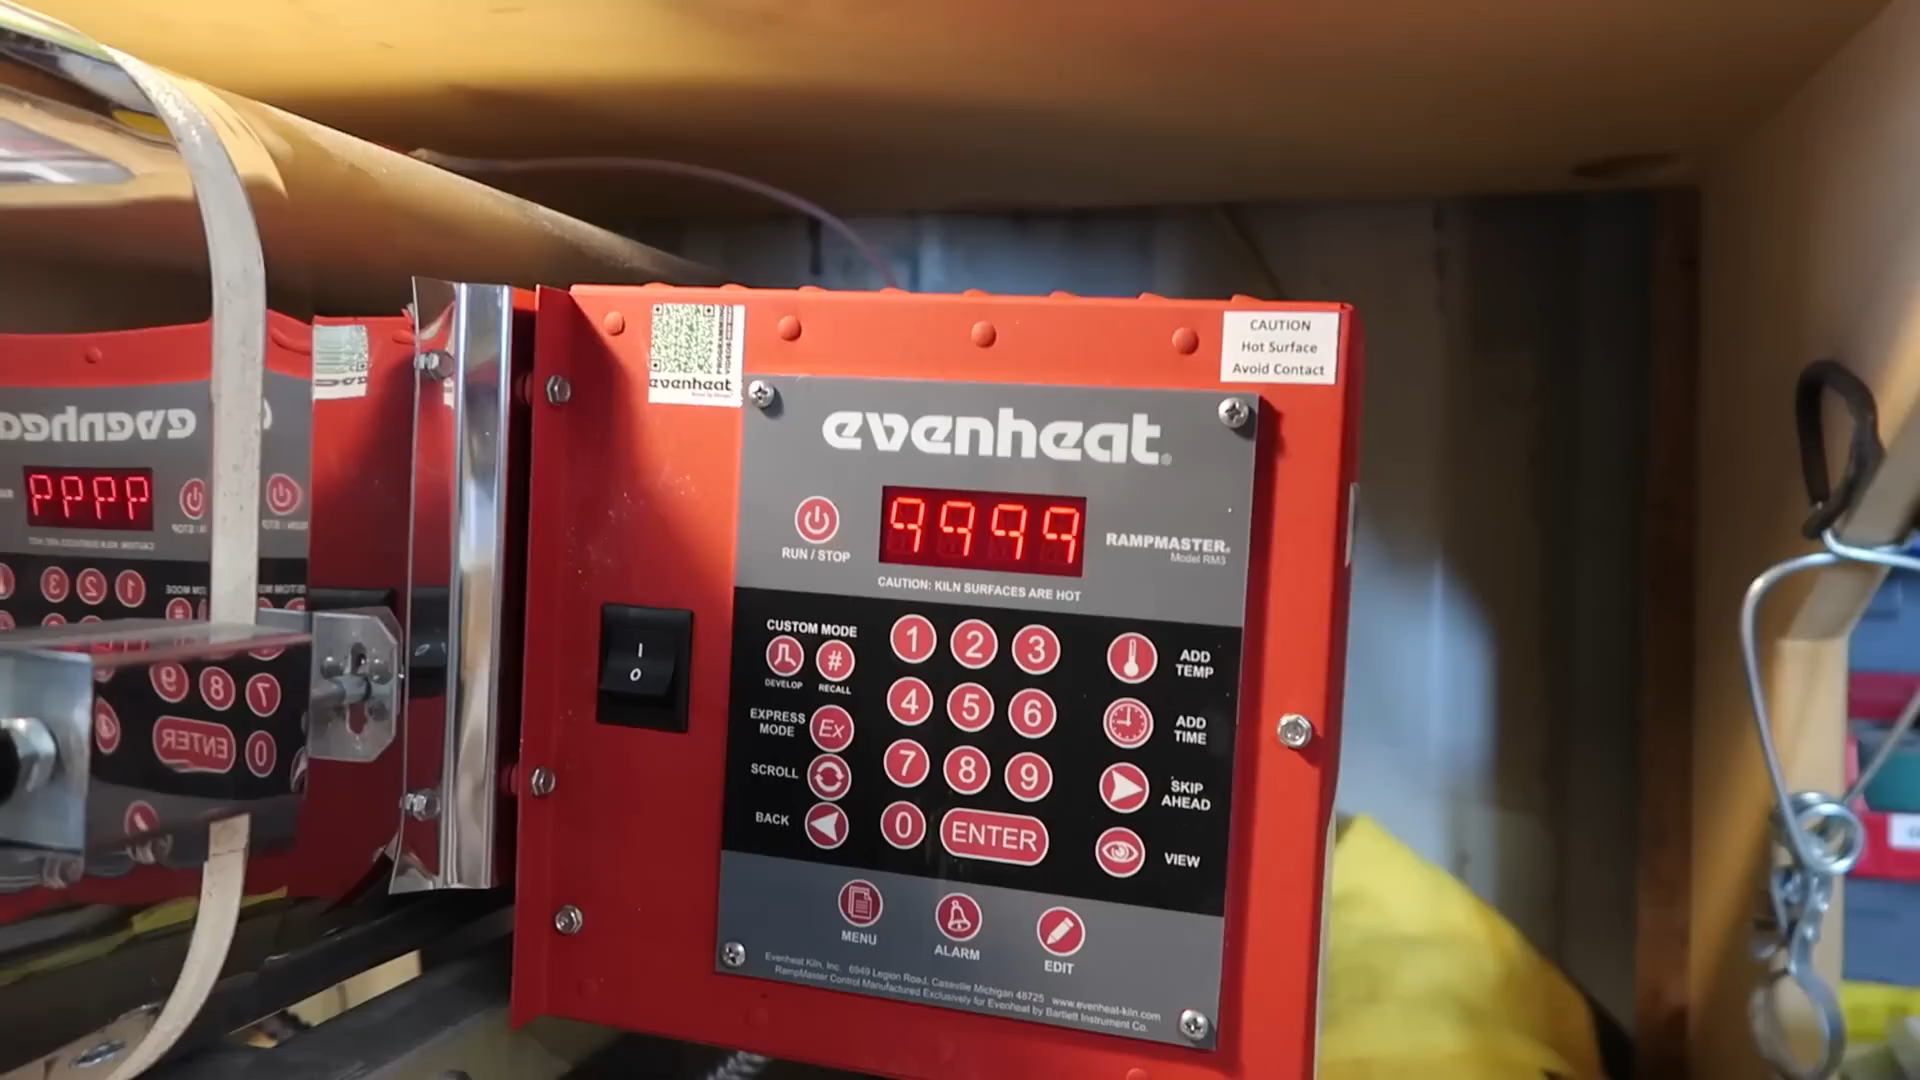 PROGRAMMING
evenheat
CAUTION
Hot Surface
Avoid Contact
evenheat®
9999
RUN / STOP
RAMPMASTER®
Model RM3
CAUTION: KILN SURFACES ARE HOT
I
O
CUSTOM MODE
#
DEVELOP
RECALL
1 2 3
ADD
TEMP
EXPRESS
MODE
Ex
4 5 6
ADD
TIME
SCROLL
7 8 9
SKIP
AHEAD
BACK
0 ENTER
VIEW
MENU
ALARM
EDIT
Evenheat Kiln, Inc. 6949 Legion Road, Caseville Michigan 48725 www.evenheat-kiln.com
RampMaster Control Manufactured Exclusively for Evenheat by Bartlett Instrument Co.